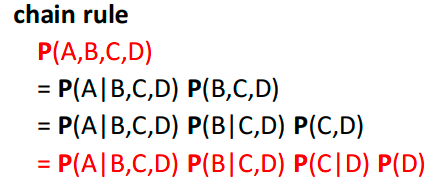 chain rule
P(A,B,C,D)
= P(A|B,C,D) P(B,C,D)
= P(A|B,C,D) P(B|C,D) P(C,D)
= P(A|B,C,D) P(B|C,D) P(C|D) P(D)